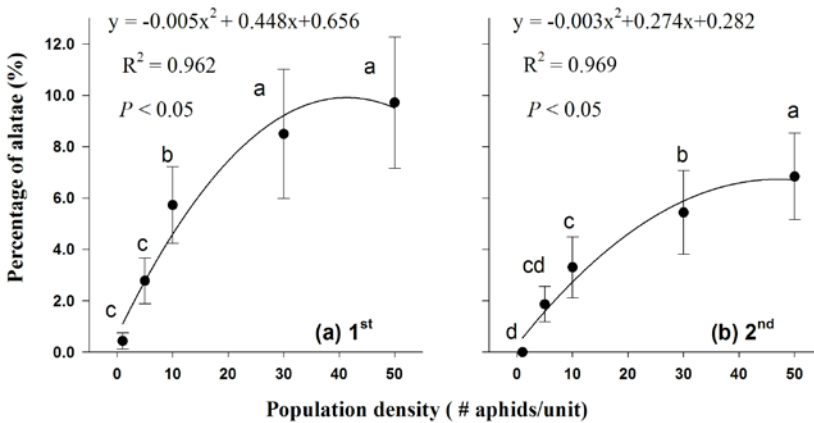 y = -0.005x² + 0.448x+0.656
R² = 0.962
P < 0.05
y = -0.003x²+0.274x+0.282
R² = 0.969
P < 0.05
Percentage of alatae (%)
12.0
10.0
8.0
6.0
4.0
2.0
0.0
c
c
b
a
a
d
cd
c
b
a
(a) 1st
(b) 2nd
0 10 20 30 40 50
0 10 20 30 40 50
Population density ( # aphids/unit)